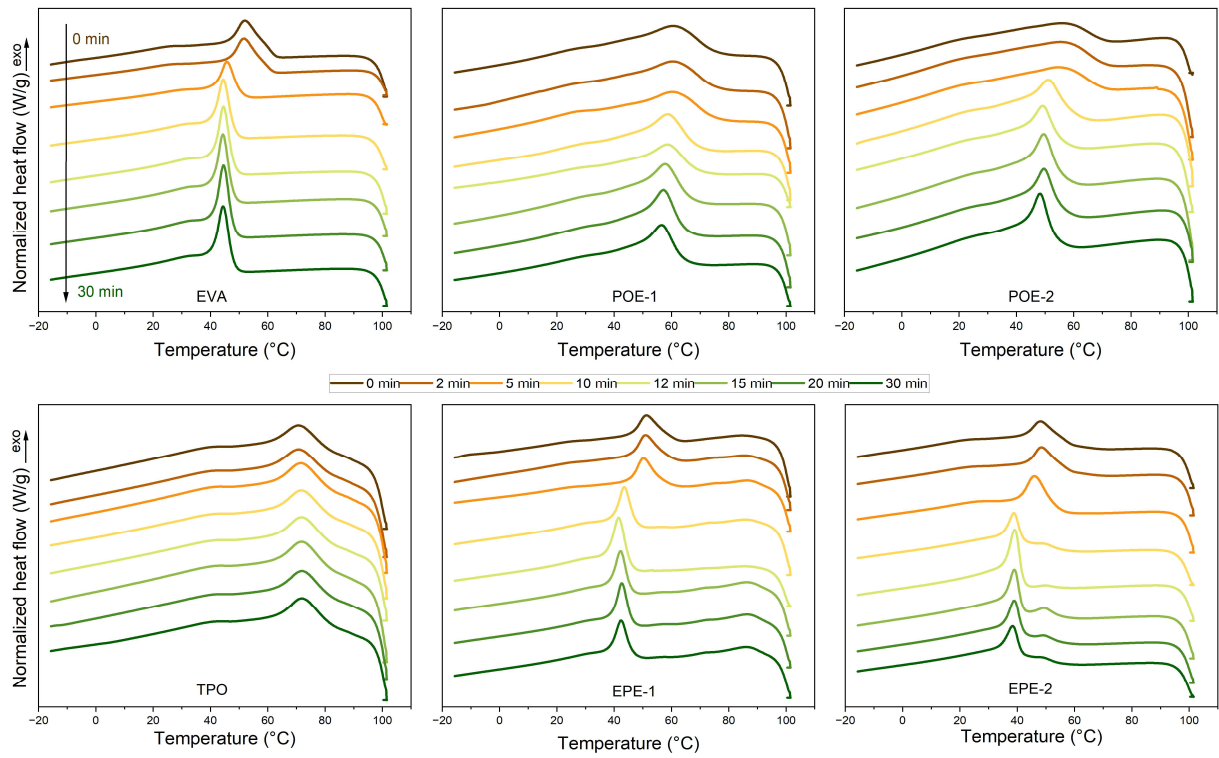 Normalized heat flow (W/g) exo
0 min
30 min
EVA
−20 0 20 40 60 80 100
Temperature (°C)
POE-1
−20 0 20 40 60 80 100
Temperature (°C)
POE-2
−20 0 20 40 60 80 100
Temperature (°C)
0 min 2 min 5 min 10 min 12 min 15 min 20 min 30 min
Normalized heat flow (W/g) exo
TPO
−20 0 20 40 60 80 100
Temperature (°C)
EPE-1
−20 0 20 40 60 80 100
Temperature (°C)
EPE-2
−20 0 20 40 60 80 100
Temperature (°C)